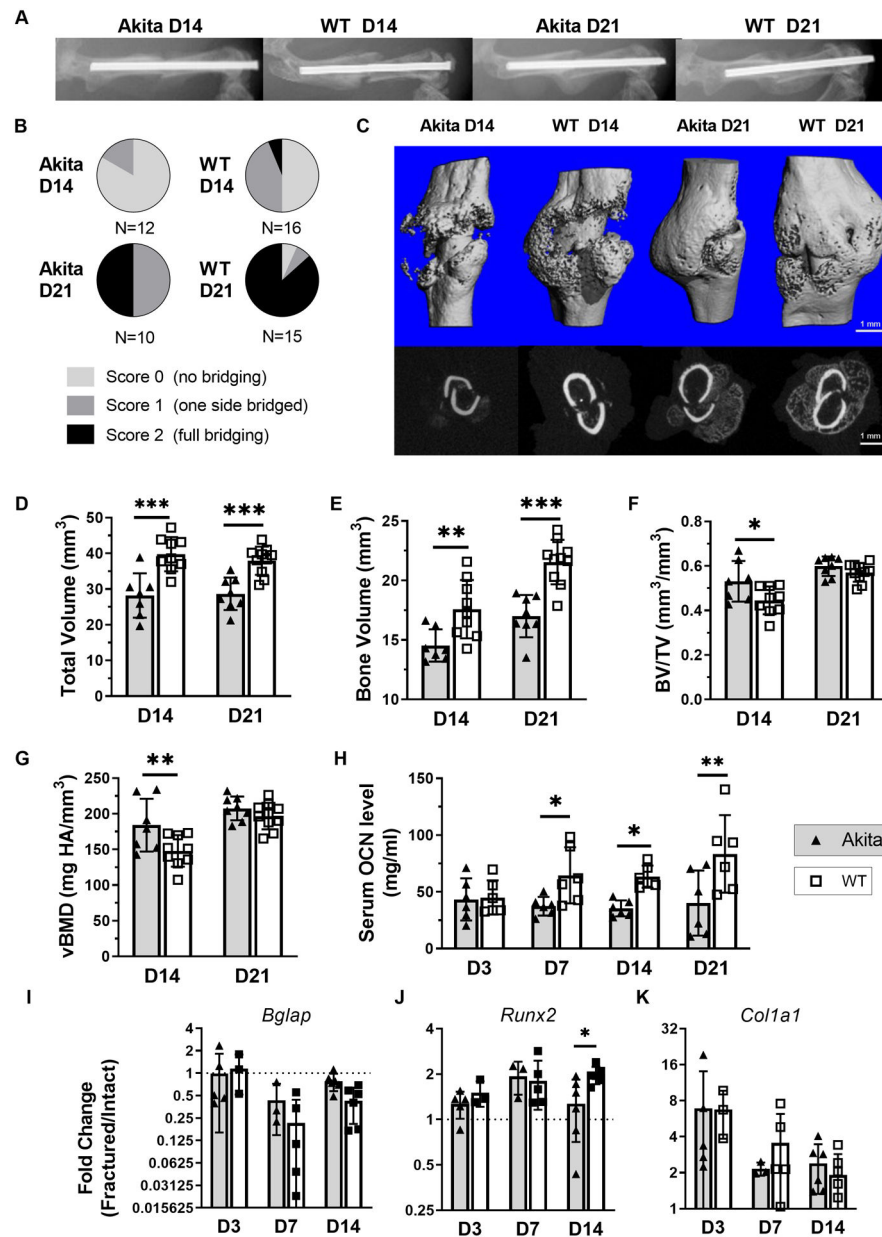 A
Akita D14 WT D14 Akita D21 WT D21
B
Akita D14
N=12
WT D14
N=16
Akita D21
N=10
WT D21
N=15
Score 0 (no bridging)
Score 1 (one side bridged)
Score 2 (full bridging)
C
Akita D14 WT D14 Akita D21 WT D21
1 mm
1 mm
D
Total Volume (mm3)
50
40
30
20
10
0
*** ***
D14 D21
E
Bone Volume (mm3)
25
20
15
10
** ***
D14 D21
F
BV/TV (mm3/mm3)
0.8
0.6
0.4
0.2
0.0
*
D14 D21
G
vBMD (mg HA/mm3)
250
200
150
100
50
0
**
D14 D21
H
Serum OCN level
(mg/ml)
150
100
50
0
* * **
D3 D7 D14 D21
Akita
WT
I
Bglap
Fold Change
(Fractured/Intact)
4
2
1
0.5
0.25
0.125
0.0625
0.03125
0.015625
D3 D7 D14
J
Runx2
4
2
1
0.5
0.25
*
D3 D7 D14
K
Col1a1
32
16
8
4
2
1
D3 D7 D14